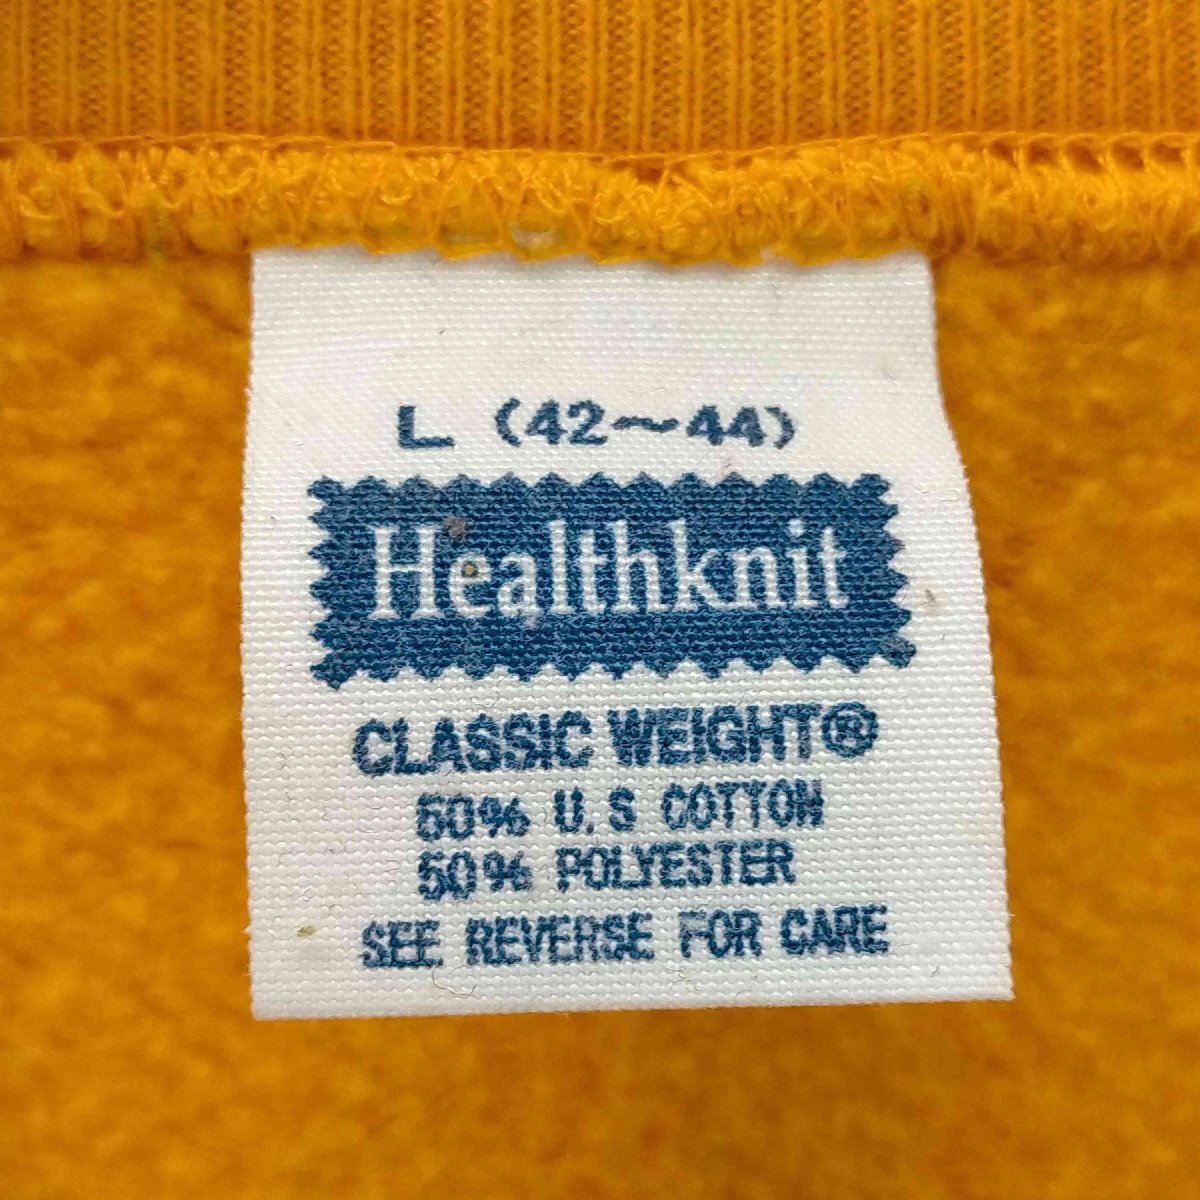 L (42～44)
Healthknit
CLASSIC WEIGHT®
50% U.S COTTON
50% POLYESTER
SEE REVERSE FOR CARE